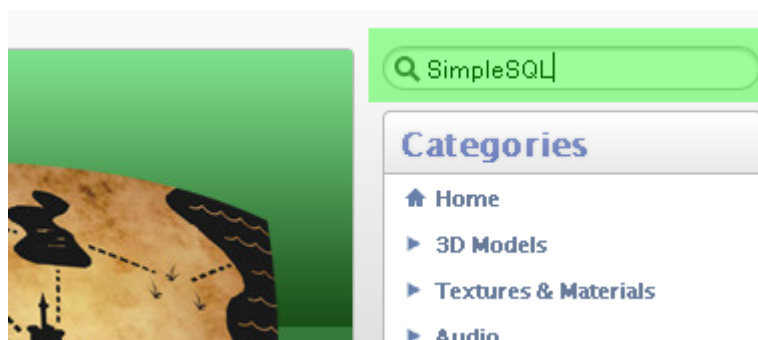 SimpleSQL
Categories
Home
3D Models
Textures & Materials
Audio